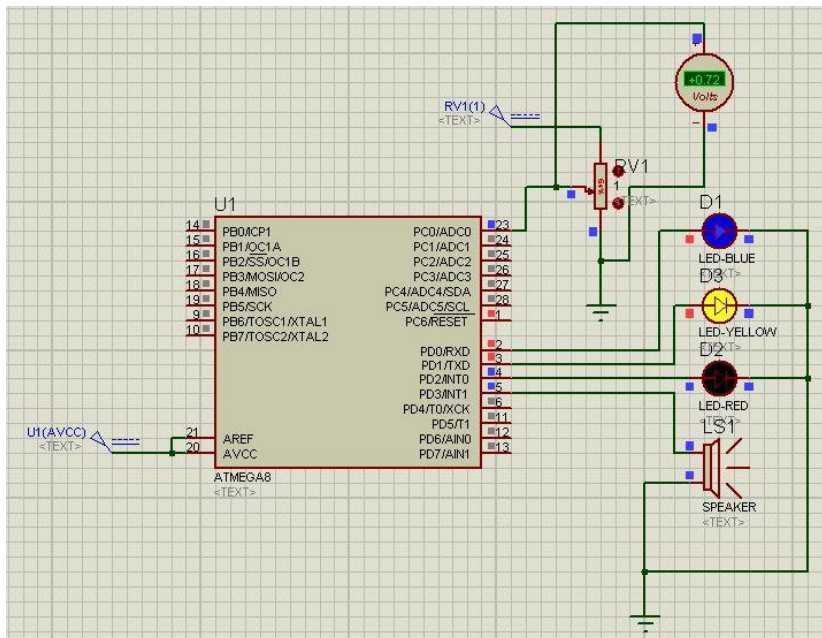 +0.72
Volts
RV1(1)
<TEXT>
RV1
1
<TEXT>
U1
14 PB0/ICP1 PC0/ADC0 23
15 PB1/OC1A PC1/ADC1 24
16 PB2/SS/OC1B PC2/ADC2 25
17 PB3/MOSI/OC2 PC3/ADC3 26
18 PB4/MISO PC4/ADC4/SDA 27
19 PB5/SCK PC5/ADC5/SCL 28
9 PB6/TOSC1/XTAL1 PC6/RESET 1
10 PB7/TOSC2/XTAL2
PD0/RXD 2
PD1/TXD 3
PD2/INT0 4
PD3/INT1 5
PD4/T0/XCK 6
PD5/T1 11
21 AREF PD6/AIN0 12
20 AVCC PD7/AIN1 13
U1(AVCC)
<TEXT>
ATMEGA8
<TEXT>
D1
LED-BLUE
D3
LED-YELLOW
<TEXT>
D2
LED-RED
LS1
SPEAKER
<TEXT>